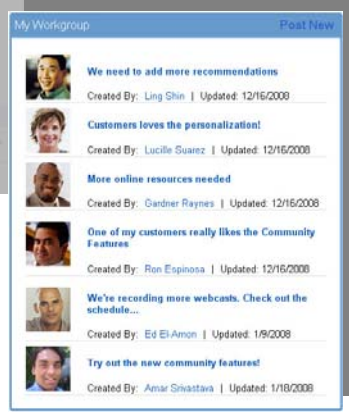 My Workgroup Post New
We need to add more recommendations
Created By: Ling Shin | Updated: 12/16/2008
Customers loves the personalization!
Created By: Lucille Suarez | Updated: 12/16/2008
More online resources needed
Created By: Gardner Raynes | Updated: 12/16/2008
One of my customers really likes the Community
Features
Created By: Ron Espinosa | Updated: 12/16/2008
We're recording more webcasts. Check out the
schedule...
Created By: Ed El-Amon | Updated: 1/9/2008
Try out the new community features!
Created By: Amar Srivastava | Updated: 1/18/2008